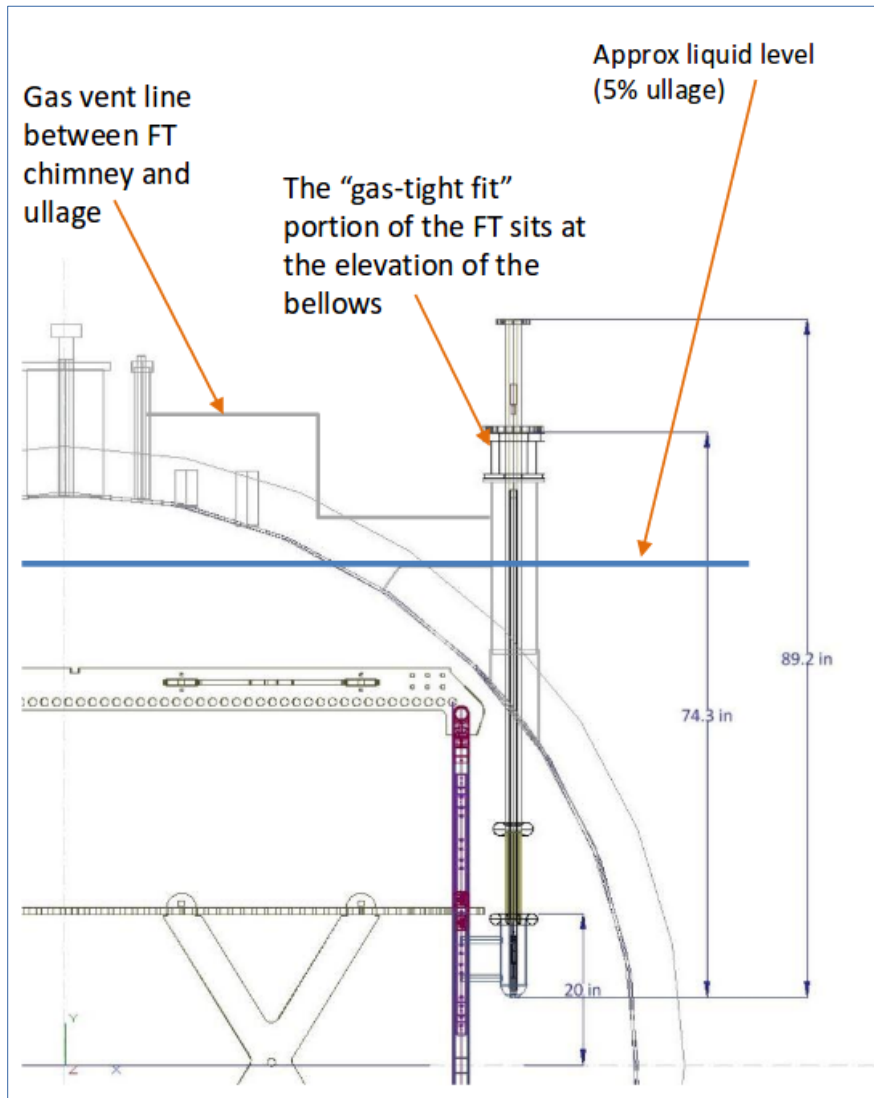 Approx liquid level
(5% ullage)
Gas vent line
between FT
chimney and
ullage
The “gas-tight fit”
portion of the FT sits at
the elevation of the
bellows
89.2 in
74.3 in
20 in
Y
Z
X